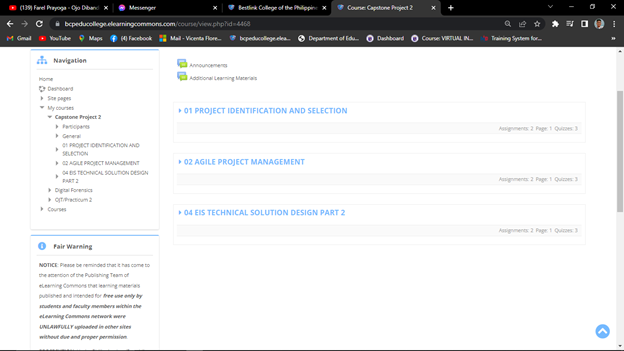 (139) Farel Prayoga - Ojo Diband
Messenger
Bestlink College of the Philippine
Course: Capstone Project 2
bcpeducollege.elearningcommons.com/course/view.php?id=4468
Gmail
YouTube
Maps
(4) Facebook
Mail - Vicenta Flore...
bcpeducollege.elea...
Department of Edu...
Dashboard
Course: VIRTUAL IN...
Training System for...
Navigation
Home
Dashboard
Site pages
My courses
Capstone Project 2
Participants
General
01 PROJECT IDENTIFICATION AND
SELECTION
02 AGILE PROJECT MANAGEMENT
04 EIS TECHNICAL SOLUTION DESIGN
PART 2
Digital Forensics
OJT/Practicum 2
Courses
Fair Warning
NOTICE: Please be reminded that it has come to
the attention of the Publishing Team of
eLearning Commons that learning materials
published and intended for free use only by
students and faculty members within the
eLearning Commons network were
UNLAWFULLY uploaded in other sites
without due and proper permission.
Announcements
Additional Learning Materials
01 PROJECT IDENTIFICATION AND SELECTION
Assignments: 2 Page: 1 Quizzes: 3
02 AGILE PROJECT MANAGEMENT
Assignments: 2 Page: 1 Quizzes: 3
04 EIS TECHNICAL SOLUTION DESIGN PART 2
Assignments: 2 Page: 1 Quizzes: 3